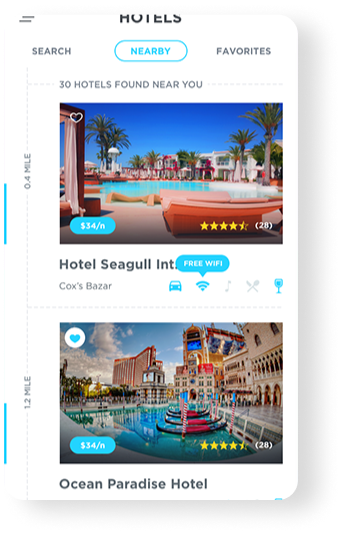 HOTELS
SEARCH
NEARBY
FAVORITES
30 HOTELS FOUND NEAR YOU
0.4 MILE
$34/n
(28)
FREE WIFI
Hotel Seagull Int.
Cox's Bazar
1.2 MILE
$34/n
(28)
Ocean Paradise Hotel